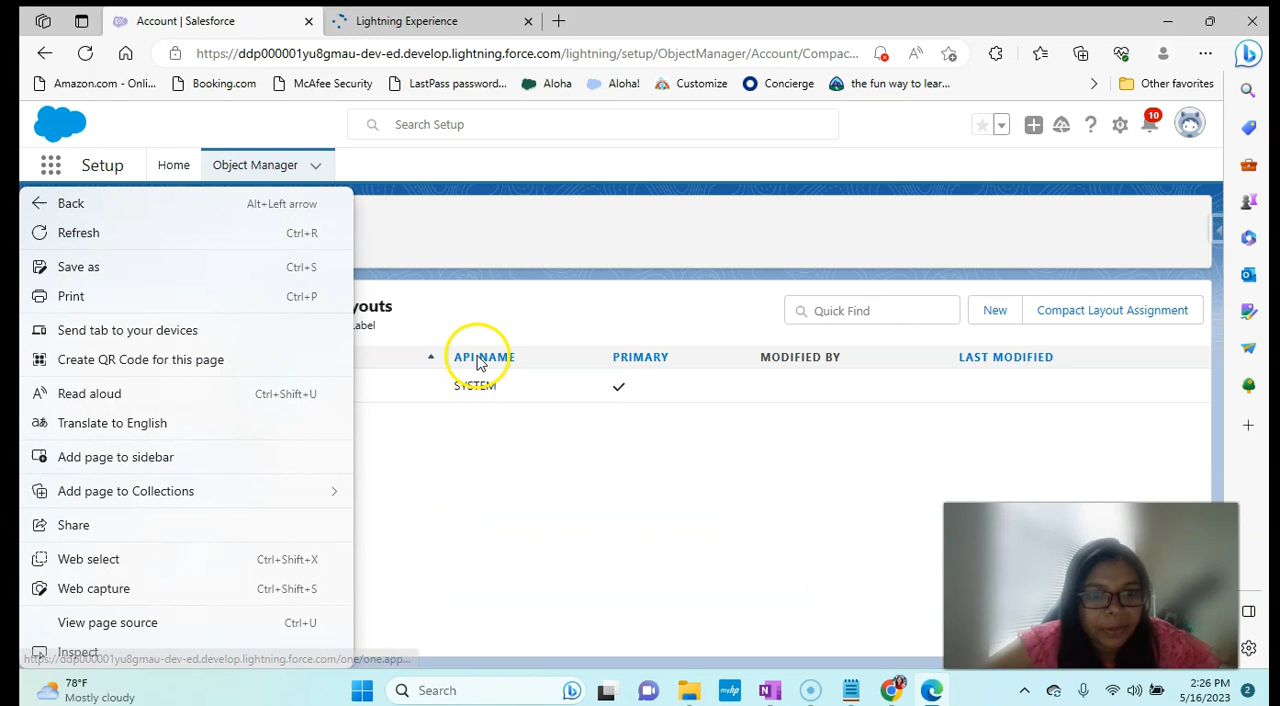 Account | Salesforce
Lightning Experience
https://ddp000001yu8gmau-dev-ed.develop.lightning.force.com/lightning/setup/ObjectManager/Account/Compac...
Amazon.com - Onli...
Booking.com
McAfee Security
LastPass password...
Aloha
Aloha!
Customize
Concierge
the fun way to lear...
Other favorites
Search Setup
10
Setup
Home
Object Manager
Back Alt+Left arrow
Refresh Ctrl+R
Save as Ctrl+S
Print Ctrl+P
Send tab to your devices
Create QR Code for this page
Read aloud Ctrl+Shift+U
Translate to English
Add page to sidebar
Add page to Collections
Share
Web select Ctrl+Shift+X
Web capture Ctrl+Shift+S
View page source Ctrl+U
Inspect
youts
Label
Quick Find
New
Compact Layout Assignment
API NAME PRIMARY MODIFIED BY LAST MODIFIED
SYSTEM
https://ddp000001yu8gmau-dev-ed.develop.lightning.force.com/one/one.app...
78°F
Mostly cloudy
Search
2:26 PM
5/16/2023
2